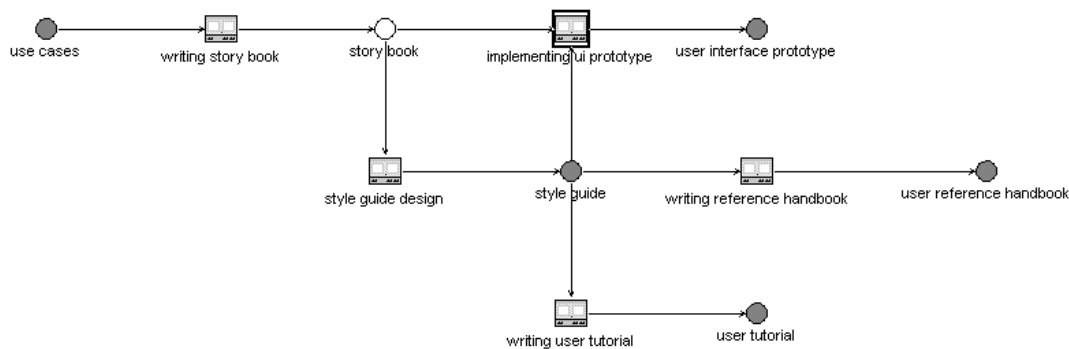 use cases
writing story book
story book
implementing ui prototype
user interface prototype
style guide design
style guide
writing reference handbook
user reference handbook
writing user tutorial
user tutorial